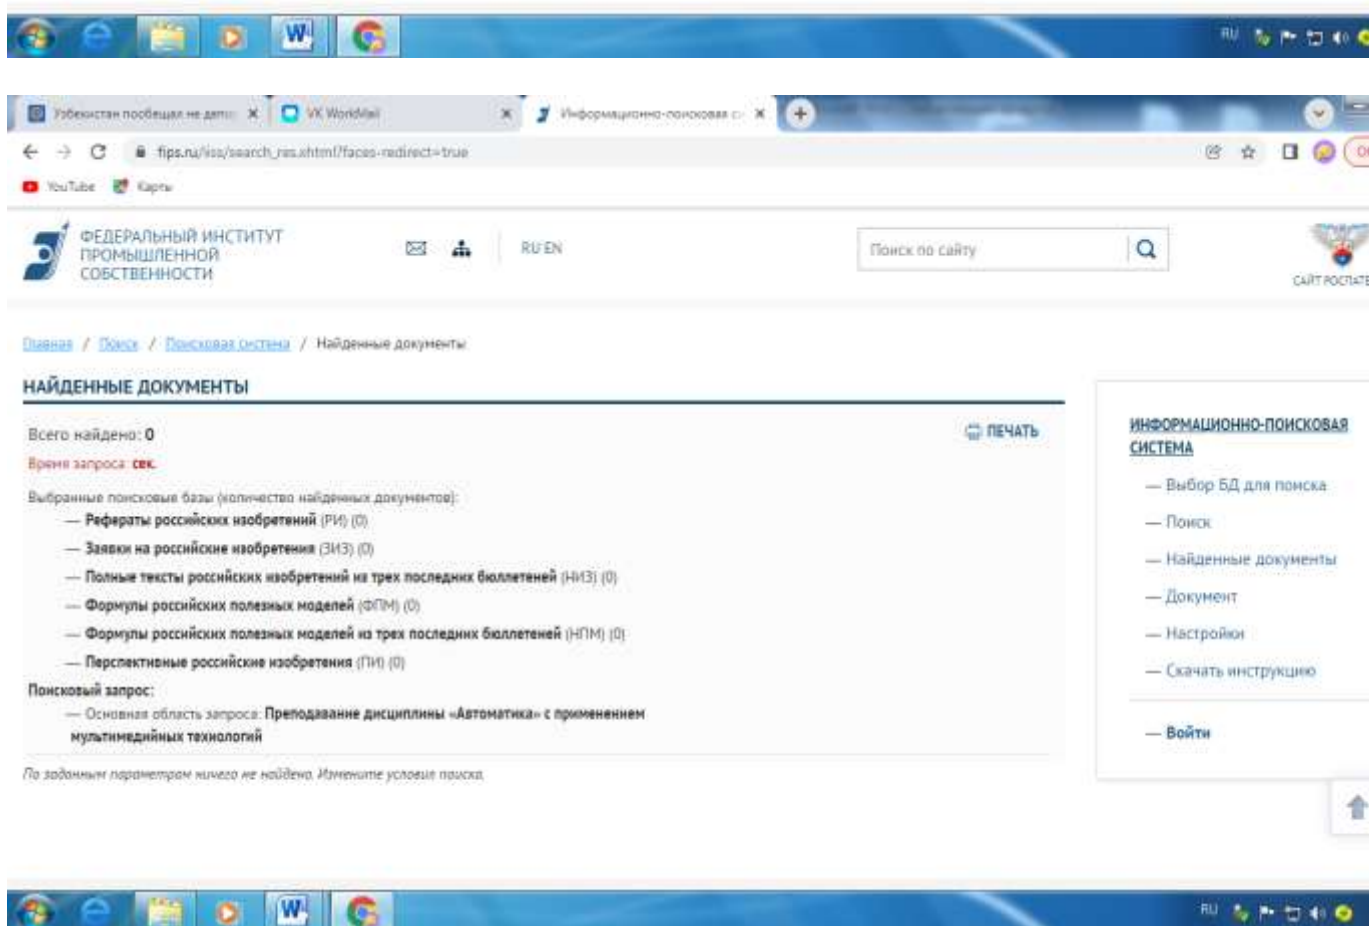 RU
Узбекистан пообещал не депо
VK WorkMail
Информационно-поисковая си
fips.ru/iiss/search_res.xhtml?faces-redirect=true
YouTube
Карты
ФЕДЕРАЛЬНЫЙ ИНСТИТУТ
ПРОМЫШЛЕННОЙ
СОБСТВЕННОСТИ
RU EN
Поиск по сайту
САЙТ РОСПАТЕ
Главная / Поиск / Поисковая система / Найденные документы
НАЙДЕННЫЕ ДОКУМЕНТЫ
Всего найдено: 0
ПЕЧАТЬ
Время запроса: сек.
Выбранные поисковые базы (количество найденных документов):
— Рефераты российских изобретений (РИ) (0)
— Заявки на российские изобретения (ЗИЗ) (0)
— Полные тексты российских изобретений из трех последних бюллетеней (НИЗ) (0)
— Формулы российских полезных моделей (ФПМ) (0)
— Формулы российских полезных моделей из трех последних бюллетеней (НПМ) (0)
— Перспективные российские изобретения (ПИ) (0)
Поисковый запрос:
— Основная область запроса: Преподавание дисциплины «Автоматика» с применением
мультимедийных технологий
По заданным параметрам ничего не найдено. Измените условия поиска.
ИНФОРМАЦИОННО-ПОИСКОВАЯ
СИСТЕМА
— Выбор БД для поиска
— Поиск
— Найденные документы
— Документ
— Настройки
— Скачать инструкцию
— Войти
RU